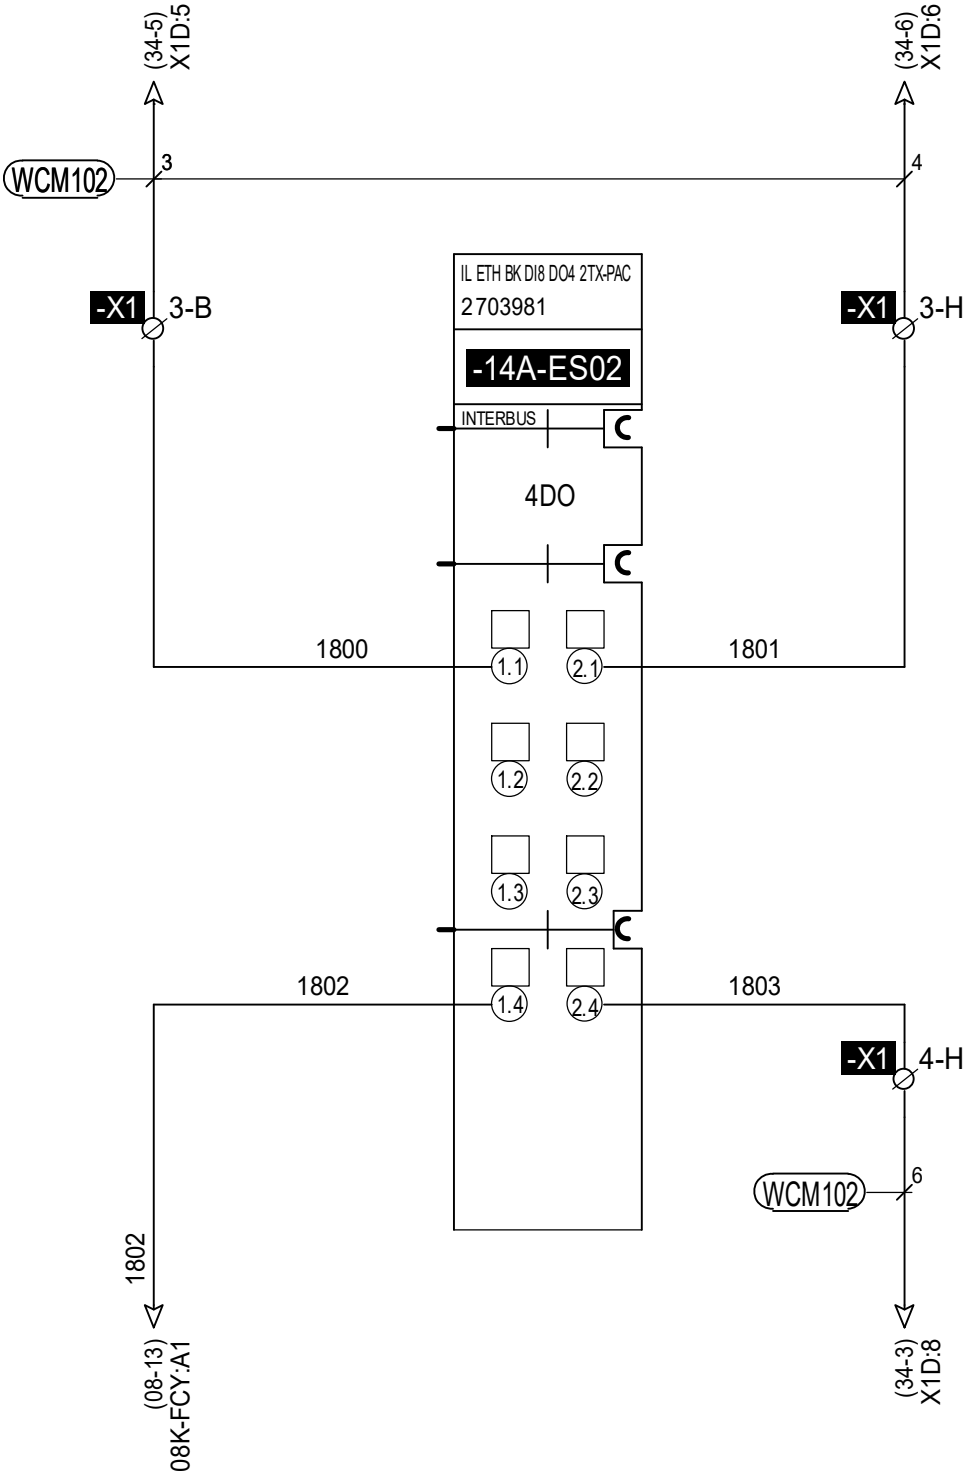 (34-5)
X1D:5
(34-6)
X1D:6
WCM102
3
4
-X1
3-B
IL ETH BK DI8 DO4 2TX-PAC
2703981
-X1
3-H
-14A-ES02
INTERBUS
4DO
1800
1.1
2.1
1801
1.2
2.2
1.3
2.3
1802
1.4
2.4
1803
-X1
4-H
WCM102
6
1802
(08-13)
08K-FCY:A1
(34-3)
X1D:8